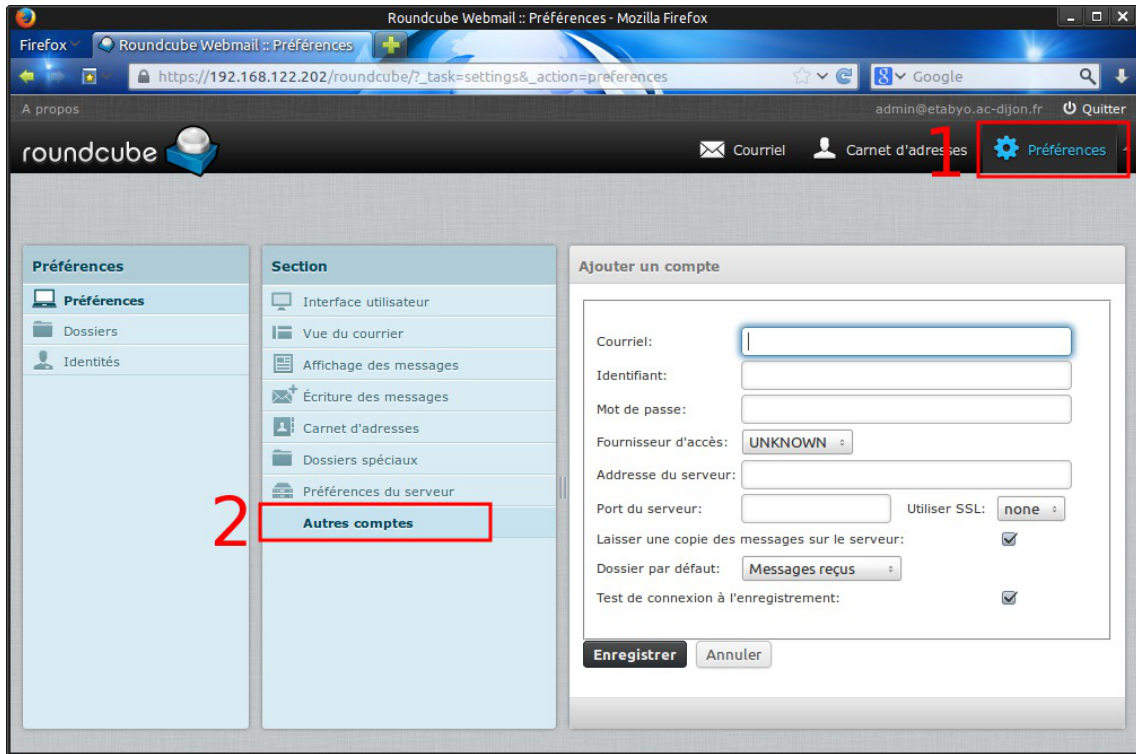 Roundcube Webmail :: Préférences - Mozilla Firefox
Firefox
Roundcube Webmail :: Préférences
https://192.168.122.202/roundcube/?_task=settings&_action=preferences
Google
A propos
admin@etabyo.ac-dijon.fr
Quitter
roundcube
Courriel
Carnet d'adresses
Préférences
1
Préférences
Préférences
Dossiers
Identités
Section
Interface utilisateur
Vue du courrier
Affichage des messages
Écriture des messages
Carnet d'adresses
Dossiers spéciaux
Préférences du serveur
2
Autres comptes
Ajouter un compte
Courriel:
Identifiant:
Mot de passe:
Fournisseur d'accès: UNKNOWN
Addresse du serveur:
Port du serveur: Utiliser SSL: none
Laisser une copie des messages sur le serveur:
Dossier par défaut: Messages reçus
Test de connexion à l'enregistrement:
Enregistrer Annuler